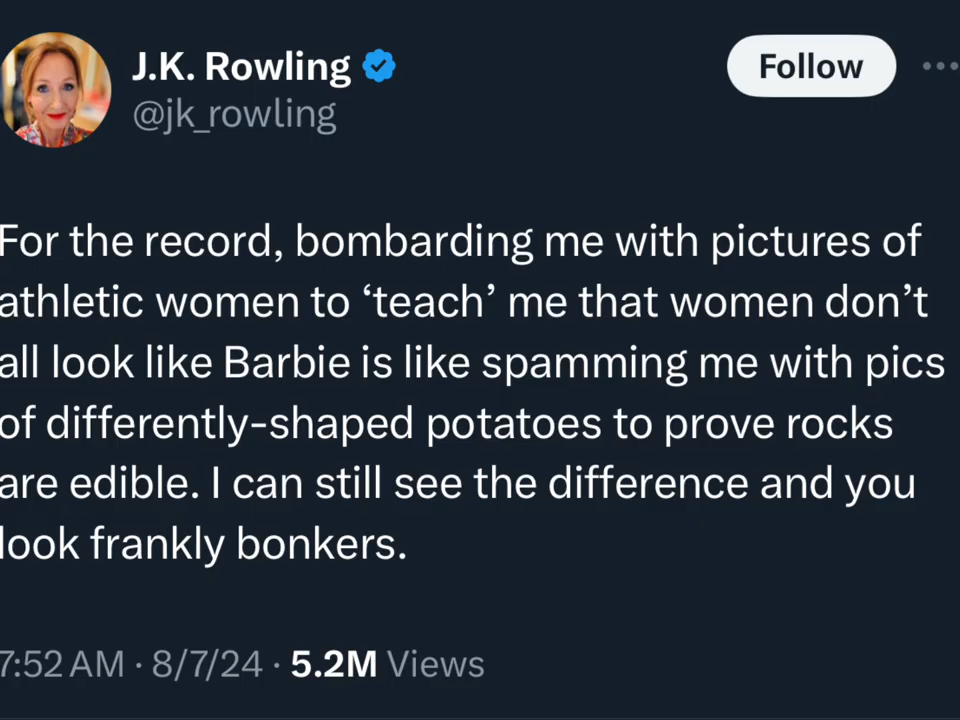 J.K. Rowling
@jk_rowling
Follow
For the record, bombarding me with pictures of
athletic women to ‘teach’ me that women don’t
all look like Barbie is like spamming me with pics
of differently-shaped potatoes to prove rocks
are edible. I can still see the difference and you
look frankly bonkers.
7:52 AM · 8/7/24 · 5.2M Views